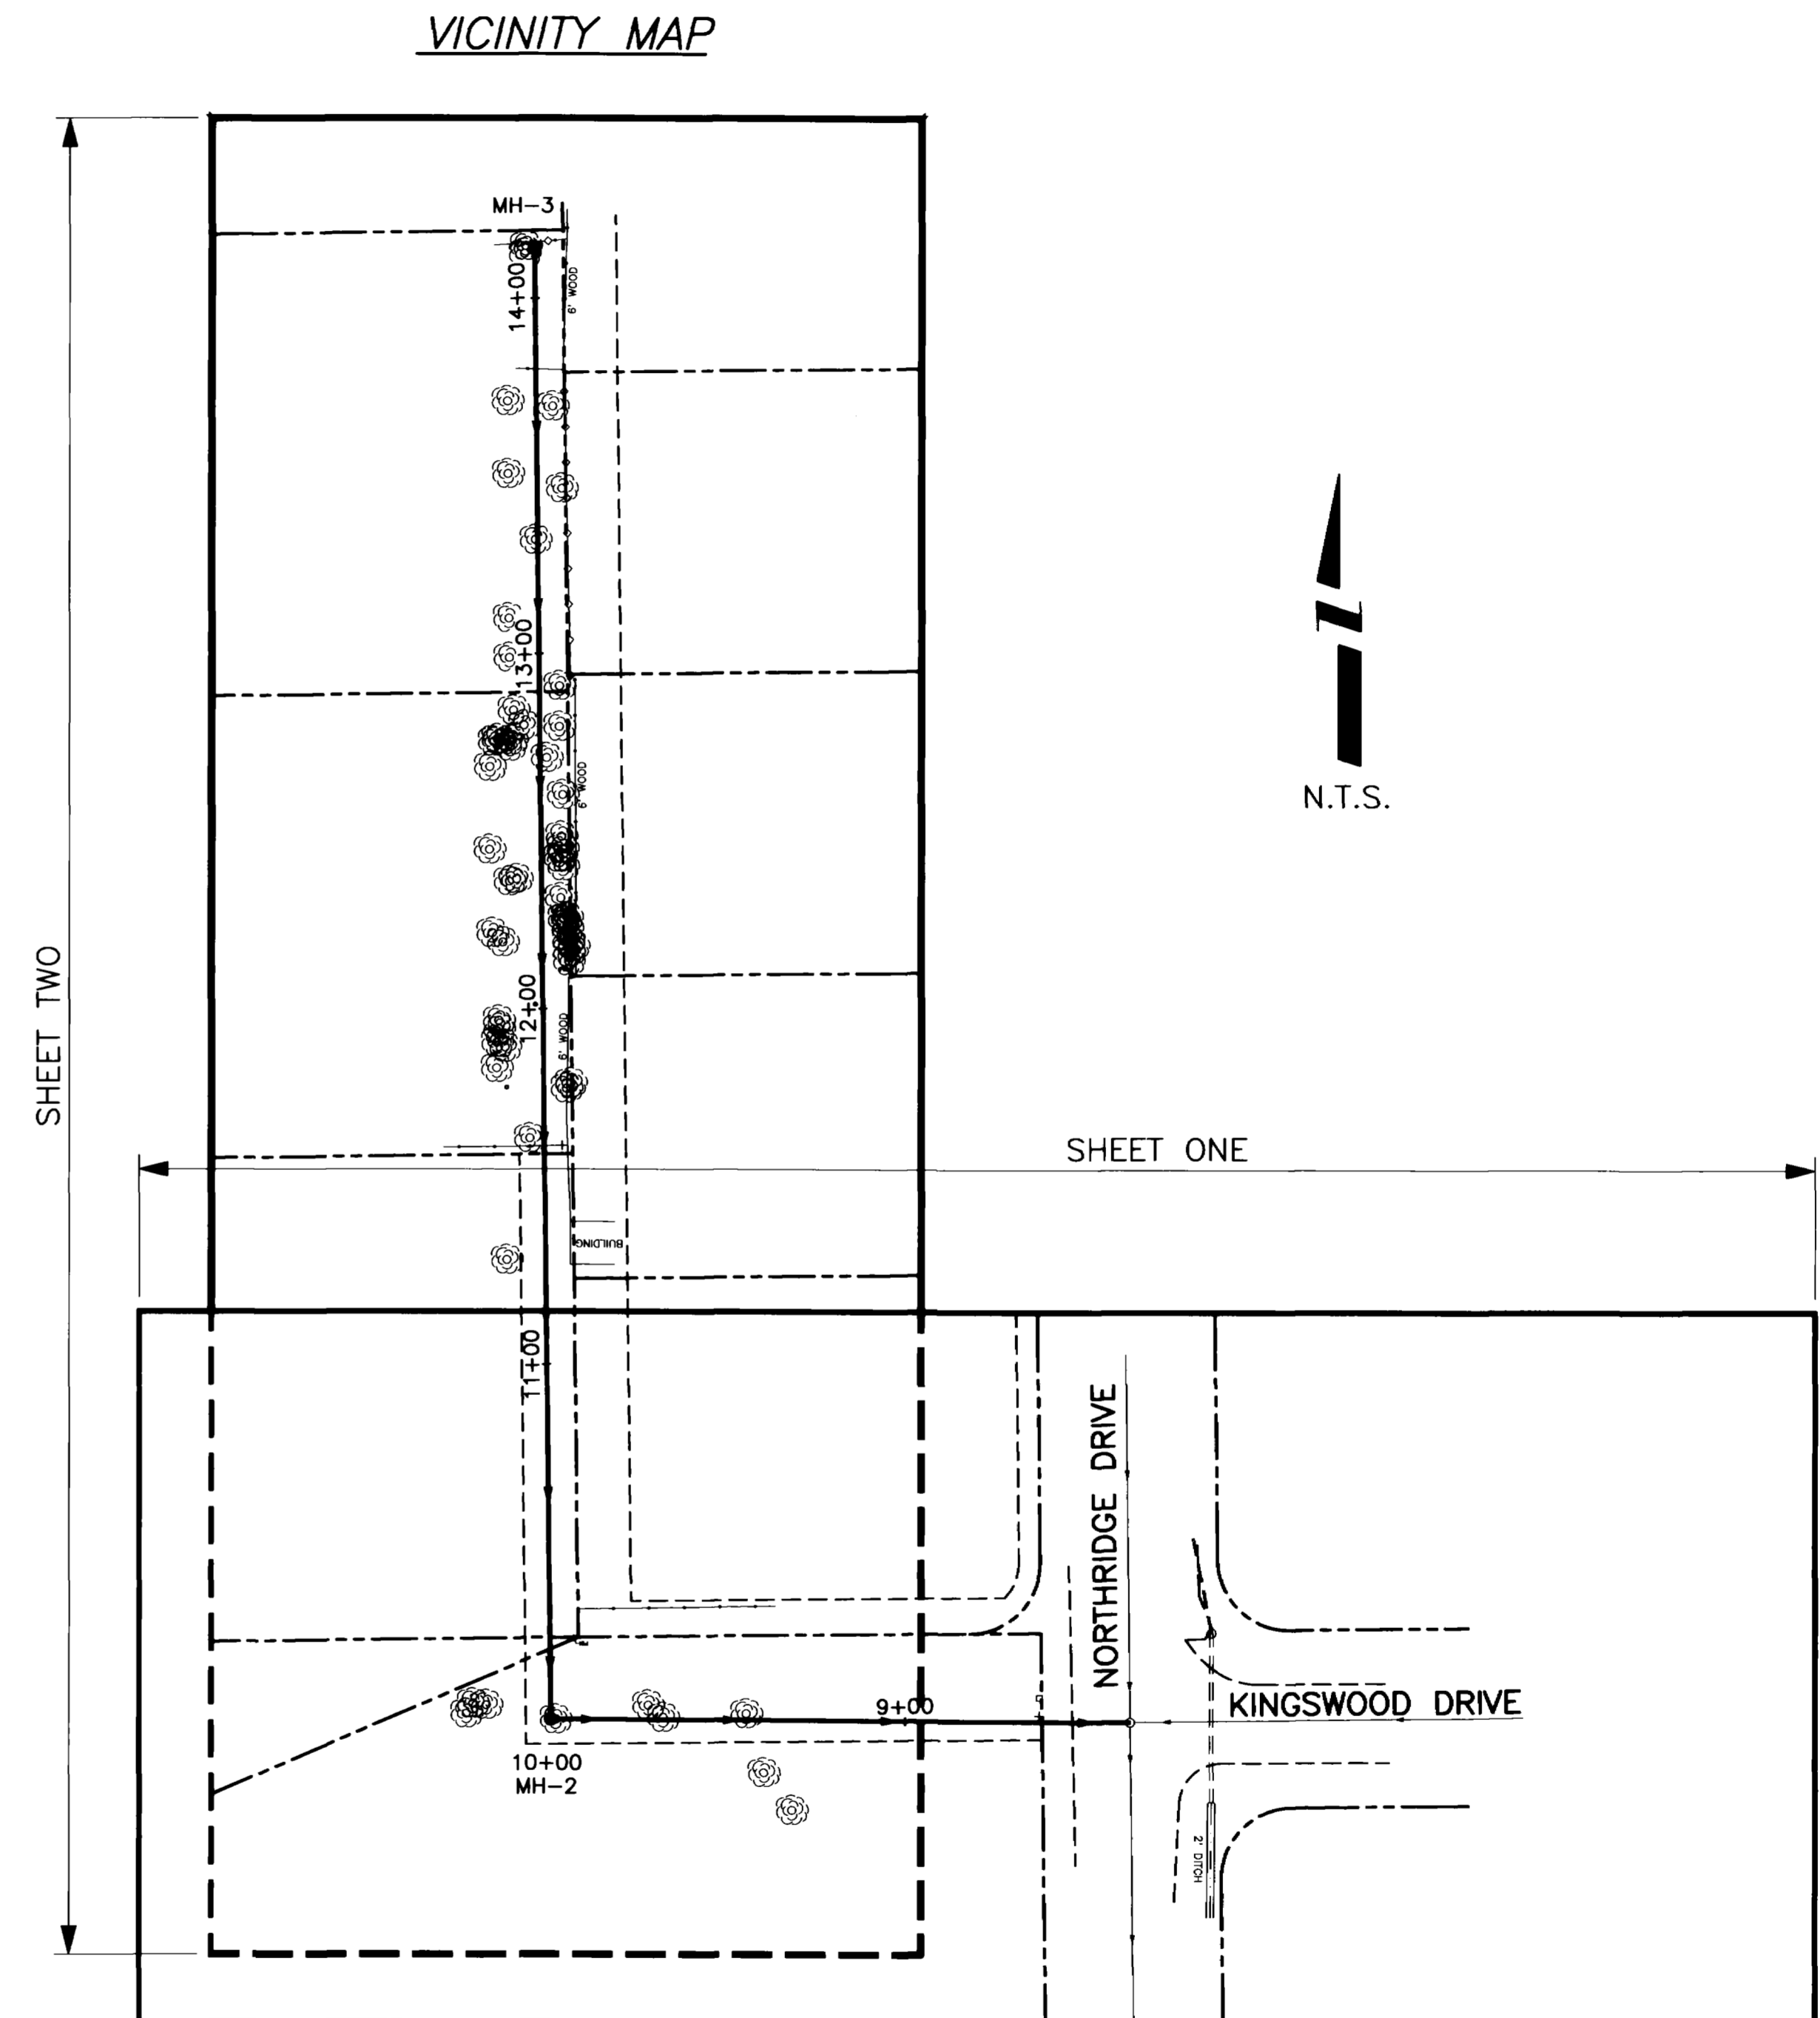 VICINITY MAP
MH-3
14+00
6' WOOD
13+00
N.T.S.
6' WOOD
SHEET TWO
12+00
6' WOOD
SHEET ONE
BUILDING
11+00
NORTHRIDGE DRIVE
KINGSWOOD DRIVE
9+00
10+00
MH-2
2' DITCH